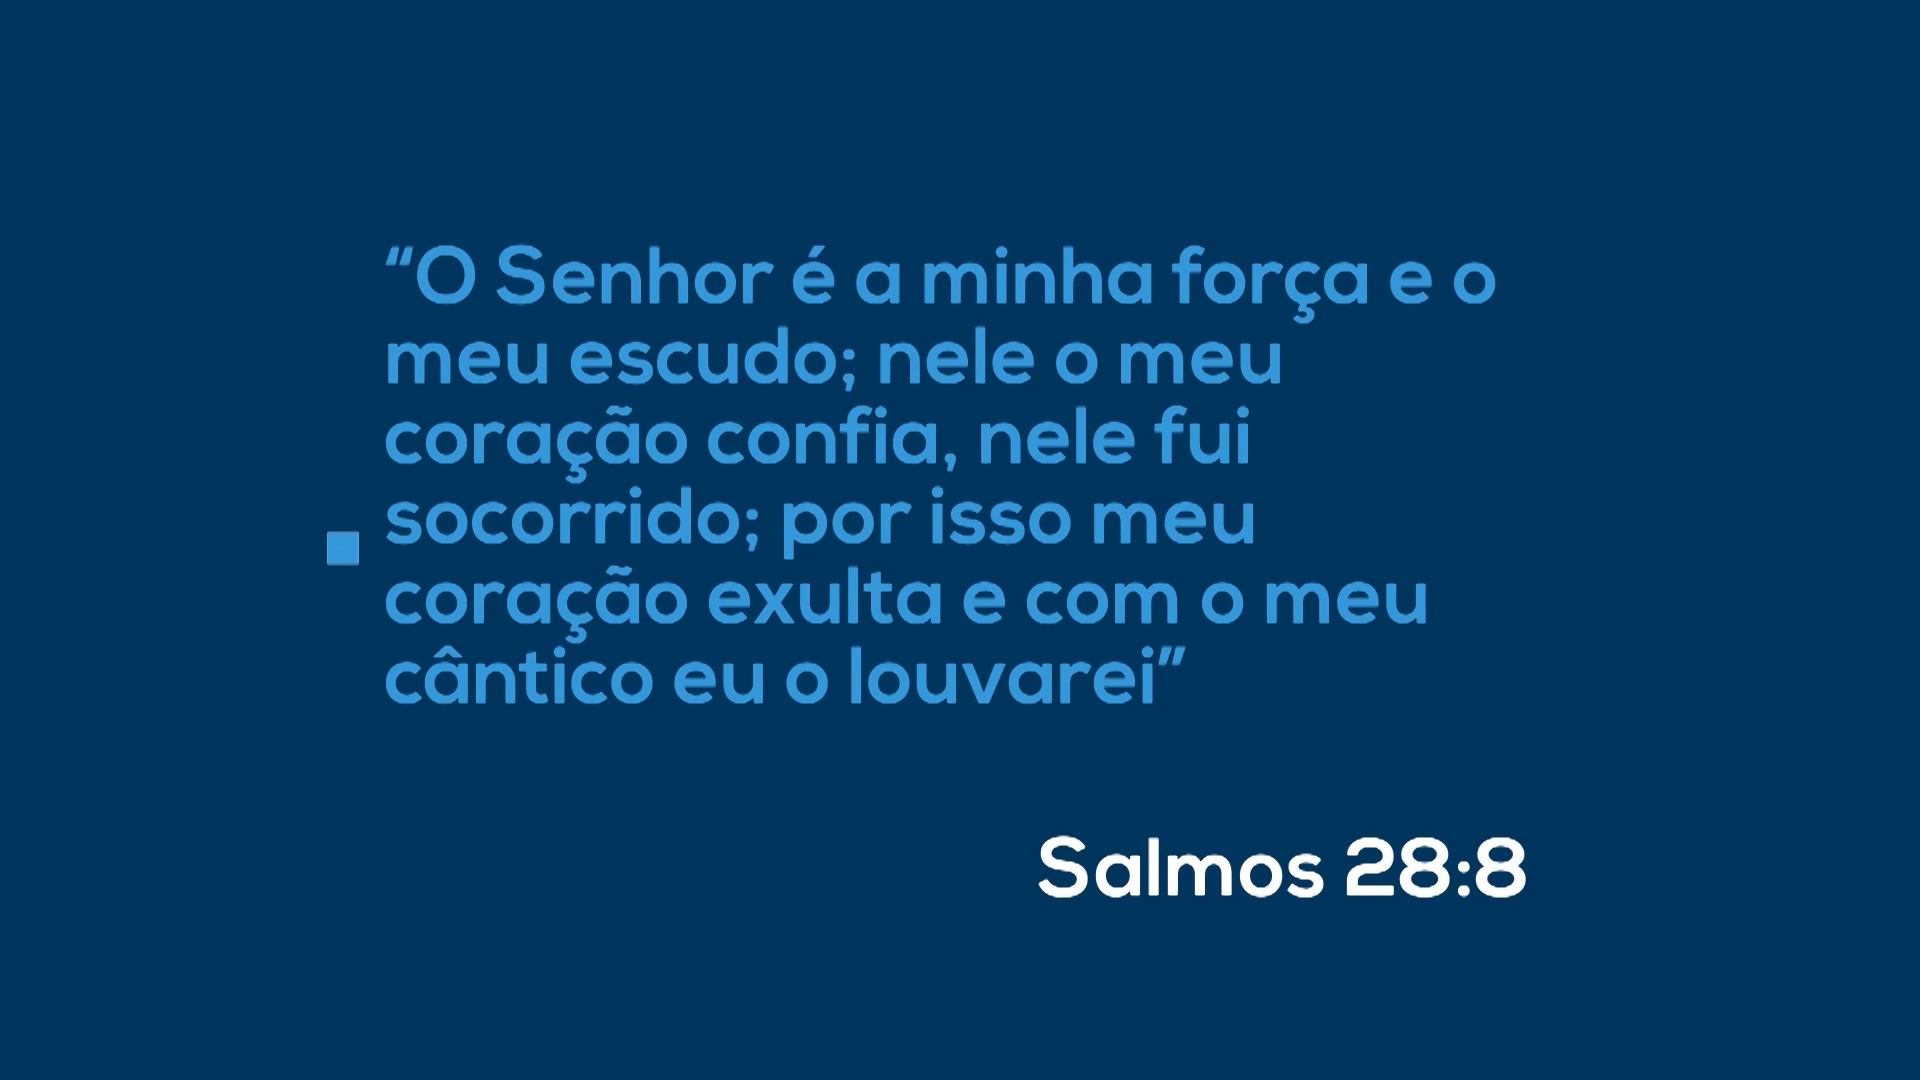 “O Senhor é a minha força e o
meu escudo; nele o meu
coração confia, nele fui
socorrido; por isso meu
coração exulta e com o meu
cântico eu o louvarei”
Salmos 28:8